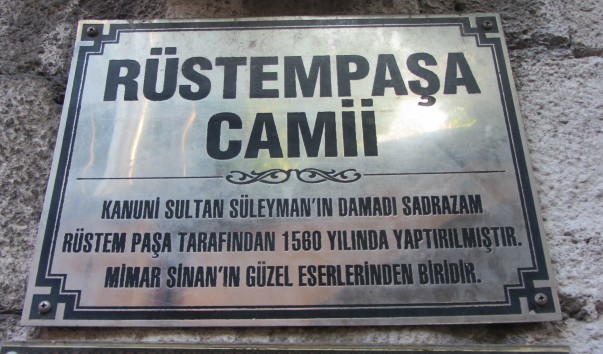 RÜSTEMPAŞA
CAMİİ
KANUNİ SULTAN SÜLEYMAN'IN DAMADI SADRAZAM
RÜSTEM PAŞA TARAFINDAN 1560 YILINDA YAPTIRILMIŞTIR.
MİMAR SİNAN'IN GÜZEL ESERLERİNDEN BİRİDİR.